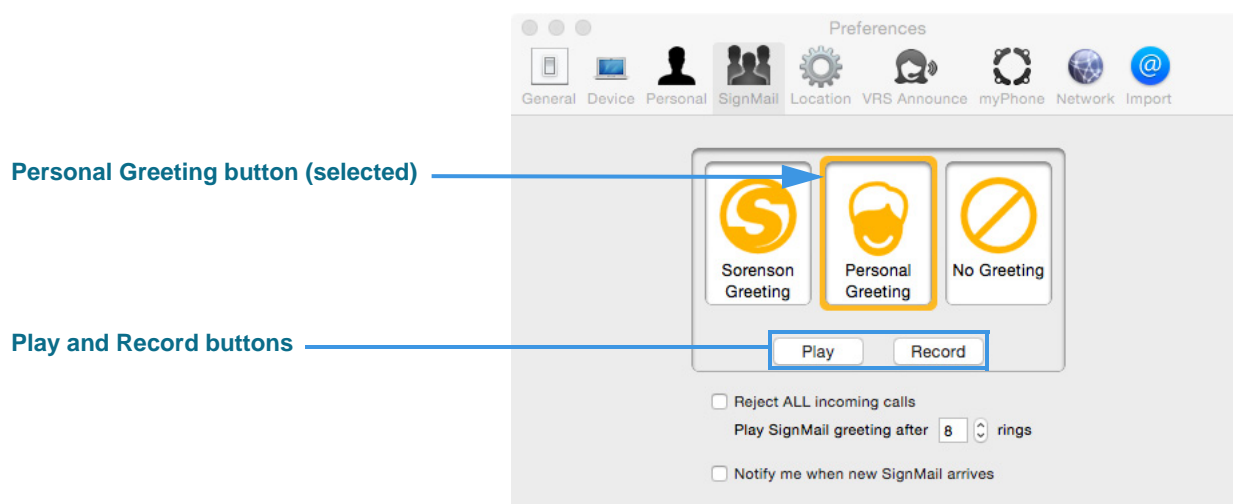 Preferences
General Device Personal SignMail Location VRS Announce myPhone Network Import
Personal Greeting button (selected)
Sorenson Greeting
Personal Greeting
No Greeting
Play and Record buttons
Play Record
Reject ALL incoming calls
Play SignMail greeting after 8 rings
Notify me when new SignMail arrives